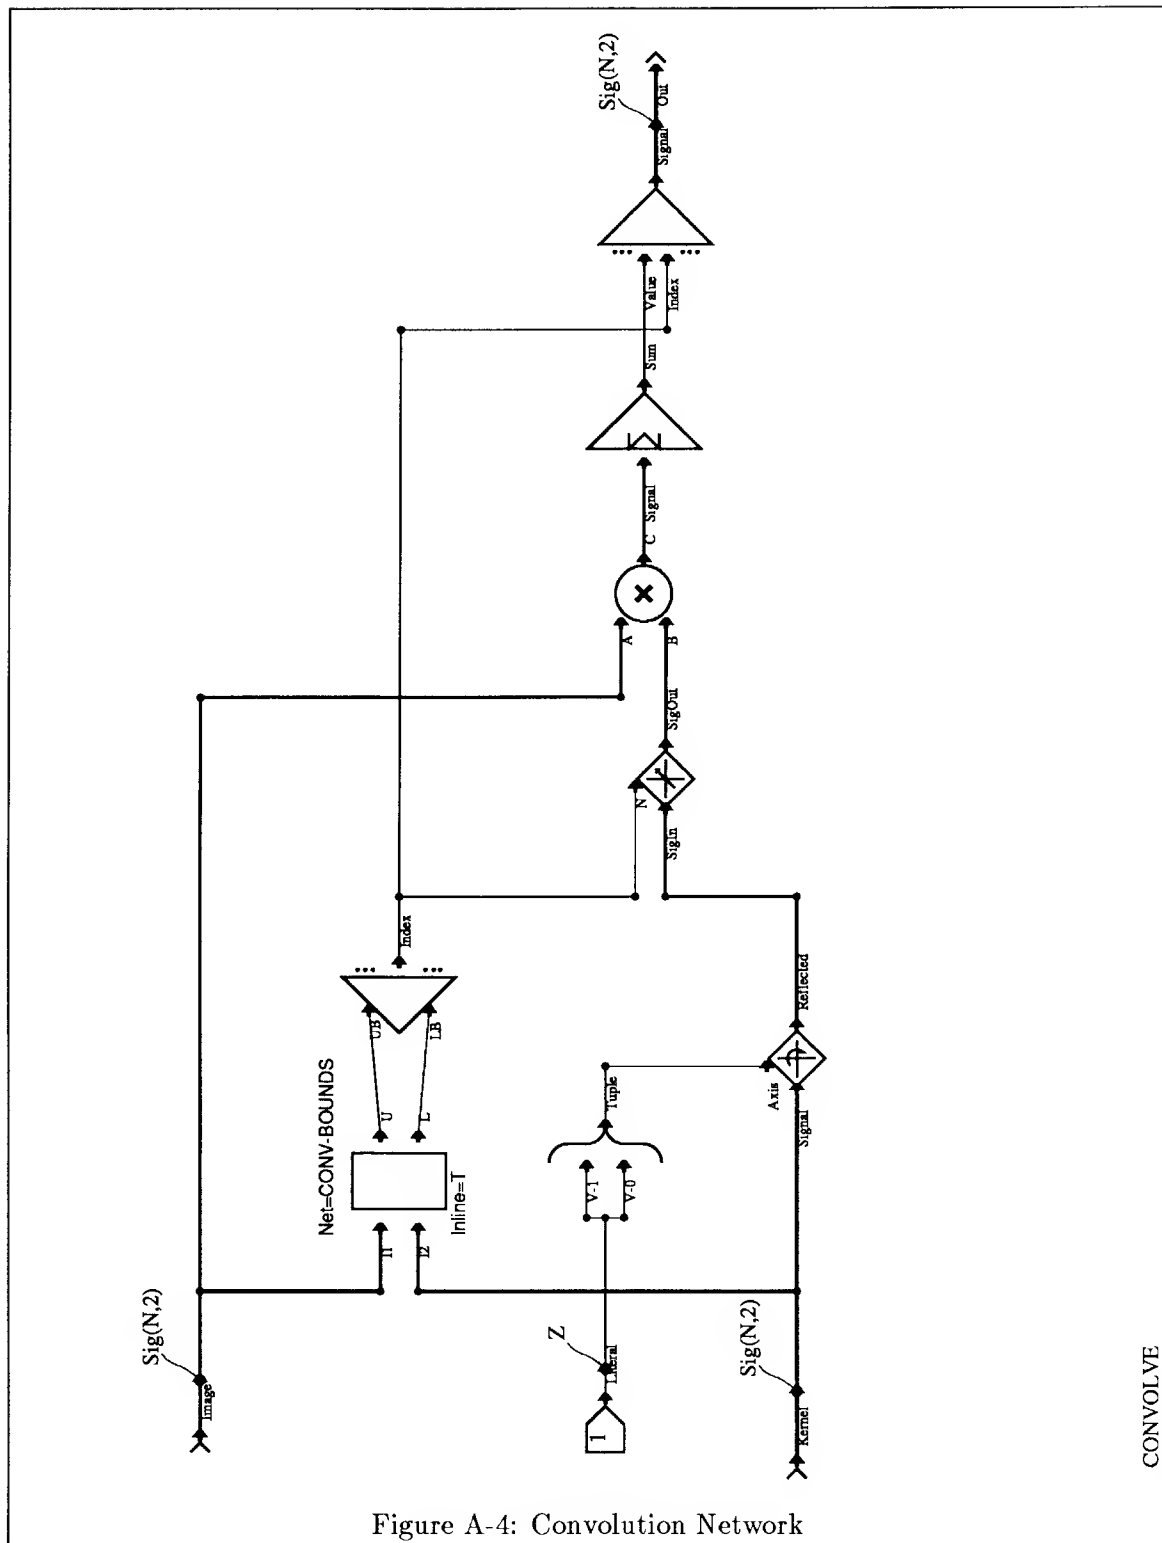 Sig(N,2)
Out
Signal
Value
Index
Sum
Signal
C
A
B
SigOut
N
SigIn
Index
UB
LB
Reflected
Net=CONV-BOUNDS
U
L
Inline=T
Tuple
Axis
Signal
V-1
V-0
I1
I2
Sig(N,2)
Z
Sig(N,2)
Image
Literal
1
Kernel
CONVOLVE
Figure A-4: Convolution Network